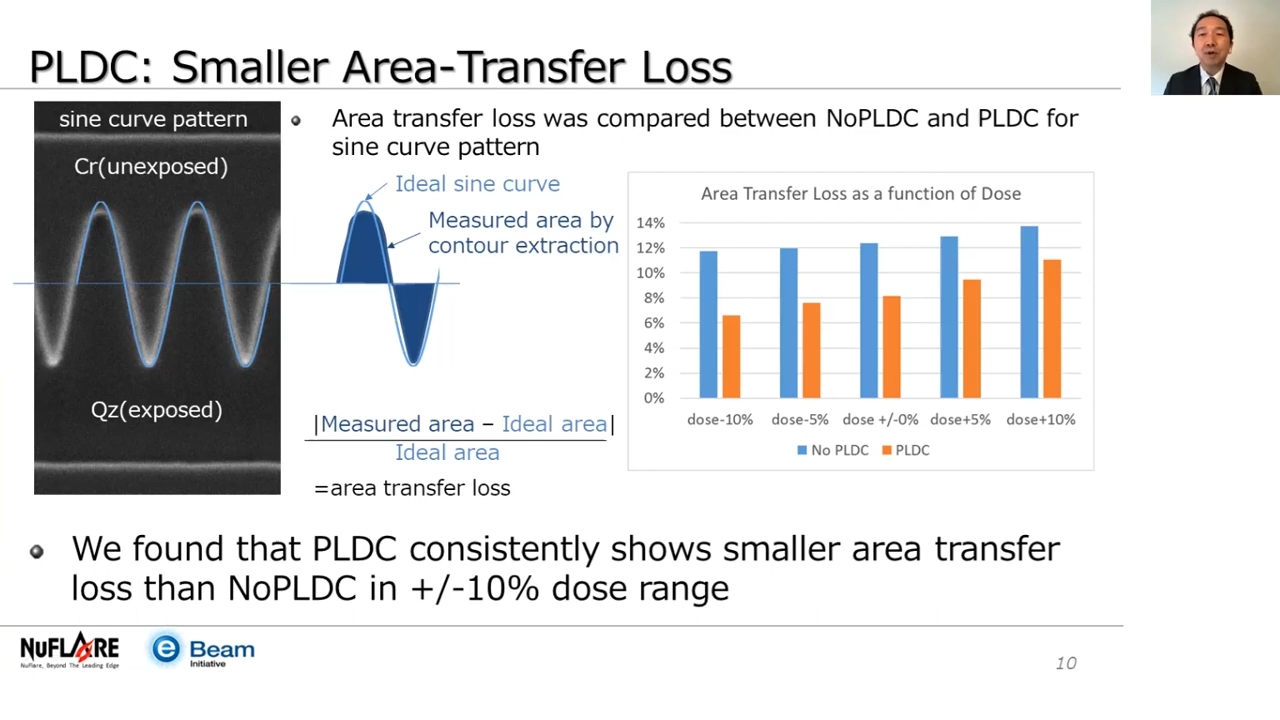 PLDC: Smaller Area-Transfer Loss
sine curve pattern
Cr(unexposed)
Qz(exposed)
Area transfer loss was compared between NoPLDC and PLDC for
sine curve pattern
Ideal sine curve
Measured area by
contour extraction
|Measured area – Ideal area|
Ideal area
=area transfer loss
Area Transfer Loss as a function of Dose
14%
12%
10%
8%
6%
4%
2%
0%
dose-10% dose-5% dose +/-0% dose+5% dose+10%
No PLDC PLDC
We found that PLDC consistently shows smaller area transfer
loss than NoPLDC in +/-10% dose range
NUFLARE
Nuflare, Beyond The Leading Edge
e Beam
Initiative
10